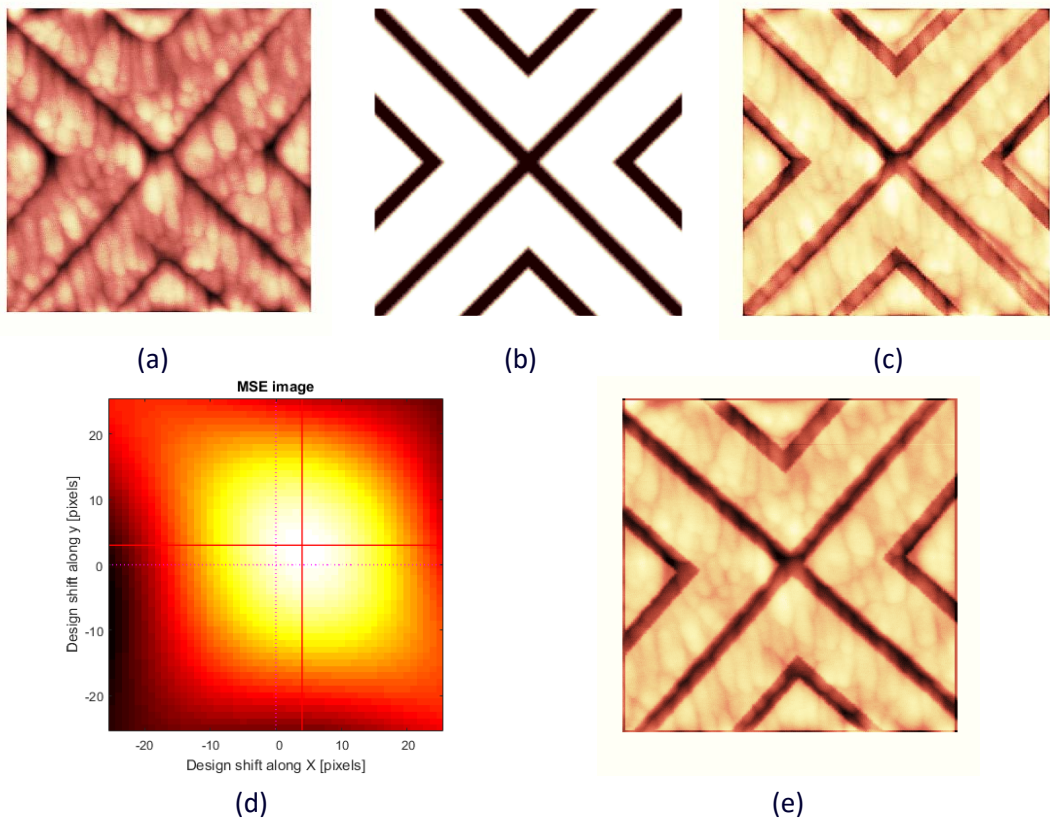 (a)
(b)
(c)
MSE image
20
10
0
-10
-20
Design shift along y [pixels]
-20
-10
0
10
20
Design shift along X [pixels]
(d)
(e)